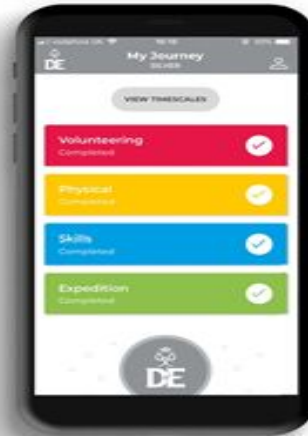 My Journey
SILVER
DE
VIEW TIMESCALES
Volunteering
Completed
Physical
Completed
Skills
Completed
Expedition
Completed
DE